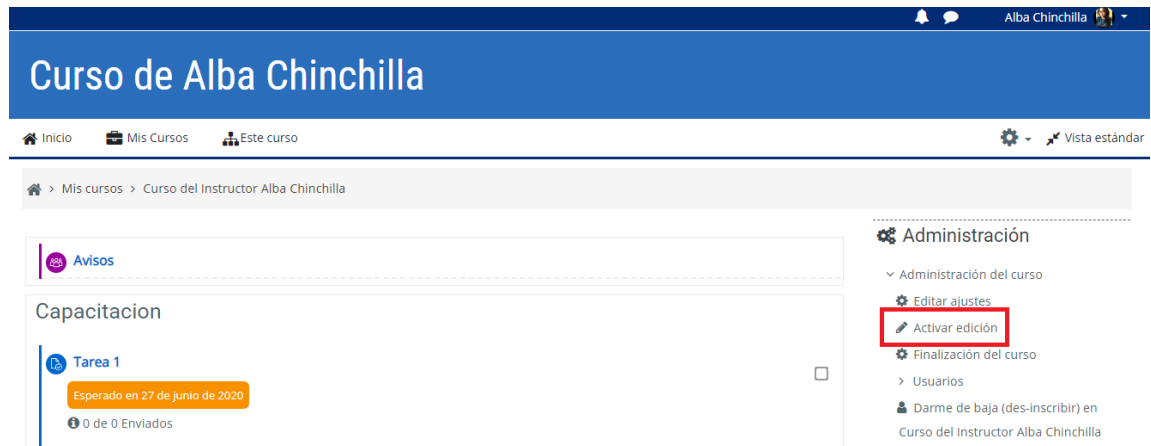 Alba Chinchilla
Curso de Alba Chinchilla
Inicio Mis Cursos Este curso Vista estándar
> Mis cursos > Curso del Instructor Alba Chinchilla
Avisos
Capacitacion
Tarea 1
Esperado en 27 de junio de 2020
0 de 0 Enviados
Administración
Administración del curso
Editar ajustes
Activar edición
Finalización del curso
> Usuarios
Darme de baja (des-inscribir) en
Curso del Instructor Alba Chinchilla